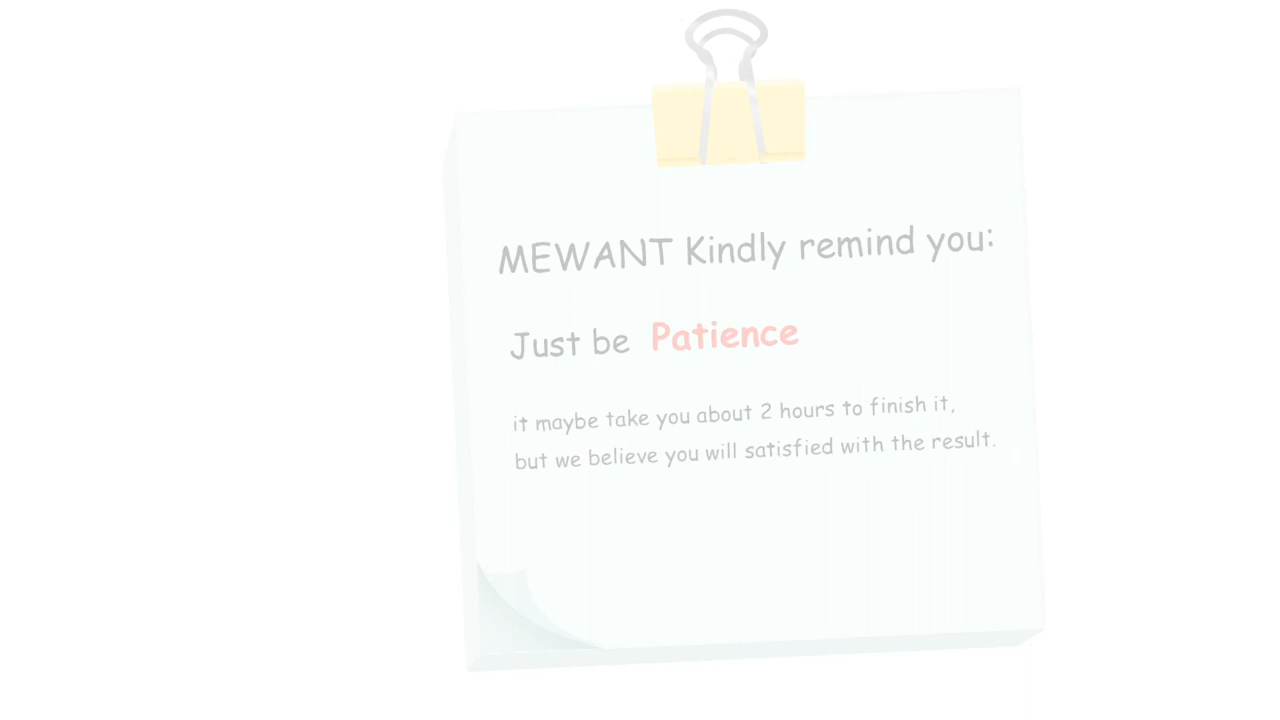 MEWANT Kindly remind you:
Just be Patience
it maybe take you about 2 hours to finish it,
but we believe you will satisfied with the result.